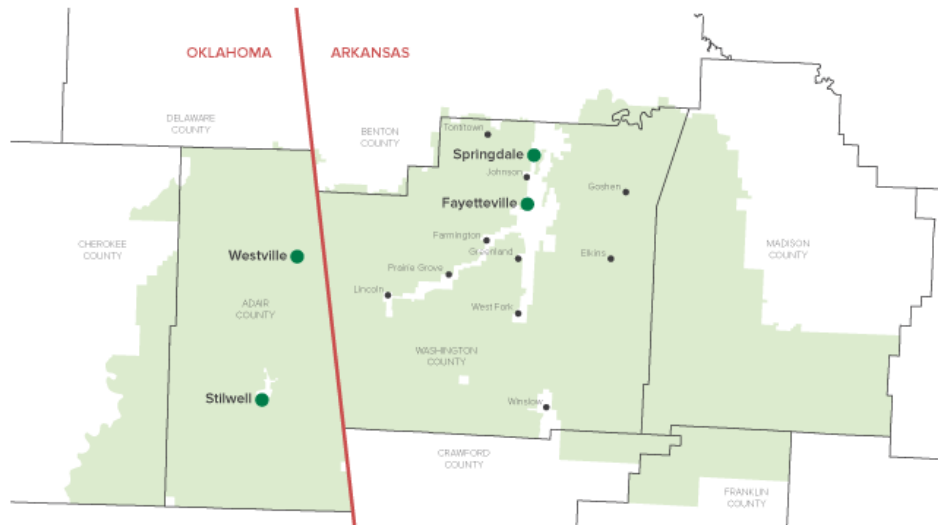 OKLAHOMA
ARKANSAS
DELAWARE
COUNTY
BENTON
COUNTY
Tontitown
Springdale
Johnson
Goshen
Fayetteville
Farmington
CHEROKEE
COUNTY
MADISON
COUNTY
Westville
Greenland
Elkins
Prairie Grove
Lincoln
ADAIR
COUNTY
West Fork
WASHINGTON
COUNTY
Stilwell
Winslow
CRAWFORD
COUNTY
FRANKLIN
COUNTY